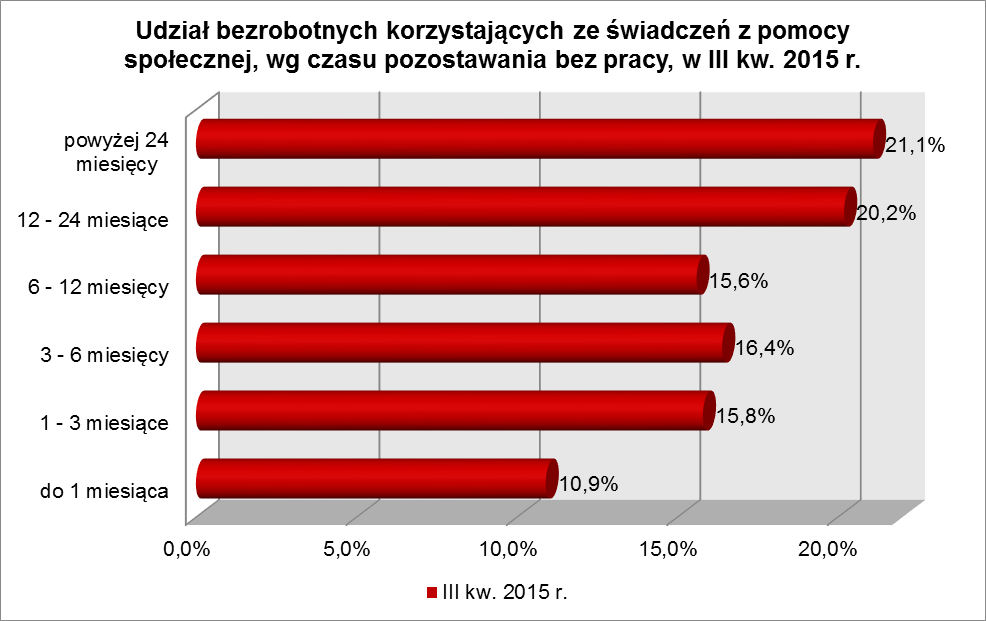 Udział bezrobotnych korzystających ze świadczeń z pomocy
społecznej, wg czasu pozostawania bez pracy, w III kw. 2015 r.
powyżej 24
miesięcy
21,1%
12 - 24 miesiące
20,2%
6 - 12 miesięcy
15,6%
3 - 6 miesięcy
16,4%
1 - 3 miesiące
15,8%
do 1 miesiąca
10,9%
0,0%
5,0%
10,0%
15,0%
20,0%
III kw. 2015 r.